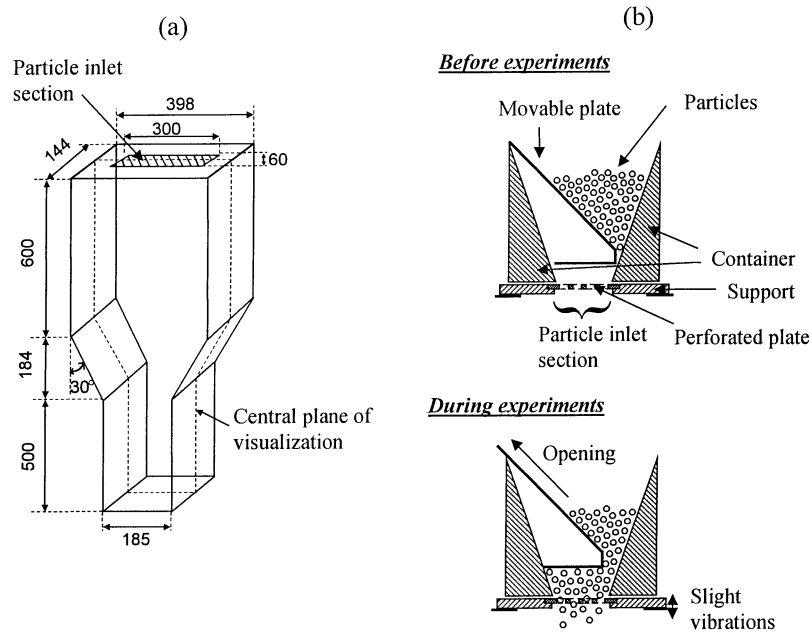 (a)
Particle inlet
section
398
300
144
60
600
184
30°
500
185
Central plane of
visualization
(b)
Before experiments
Movable plate
Particles
Container
Support
Particle inlet
section
Perforated plate
During experiments
Opening
Slight
vibrations